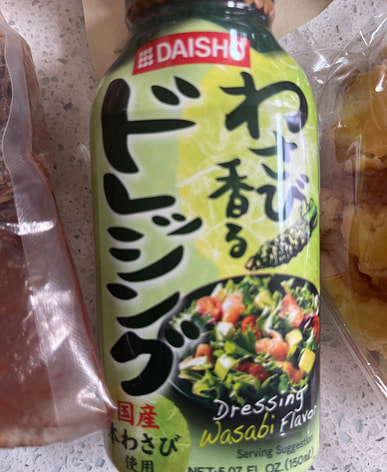 DAISHO
わさび
香る
ドレッシング
Dressing
Wasabi Flavor
Serving Suggestion
国産
本わさび
使用
NET:5.07 FL. OZ. (150ml)